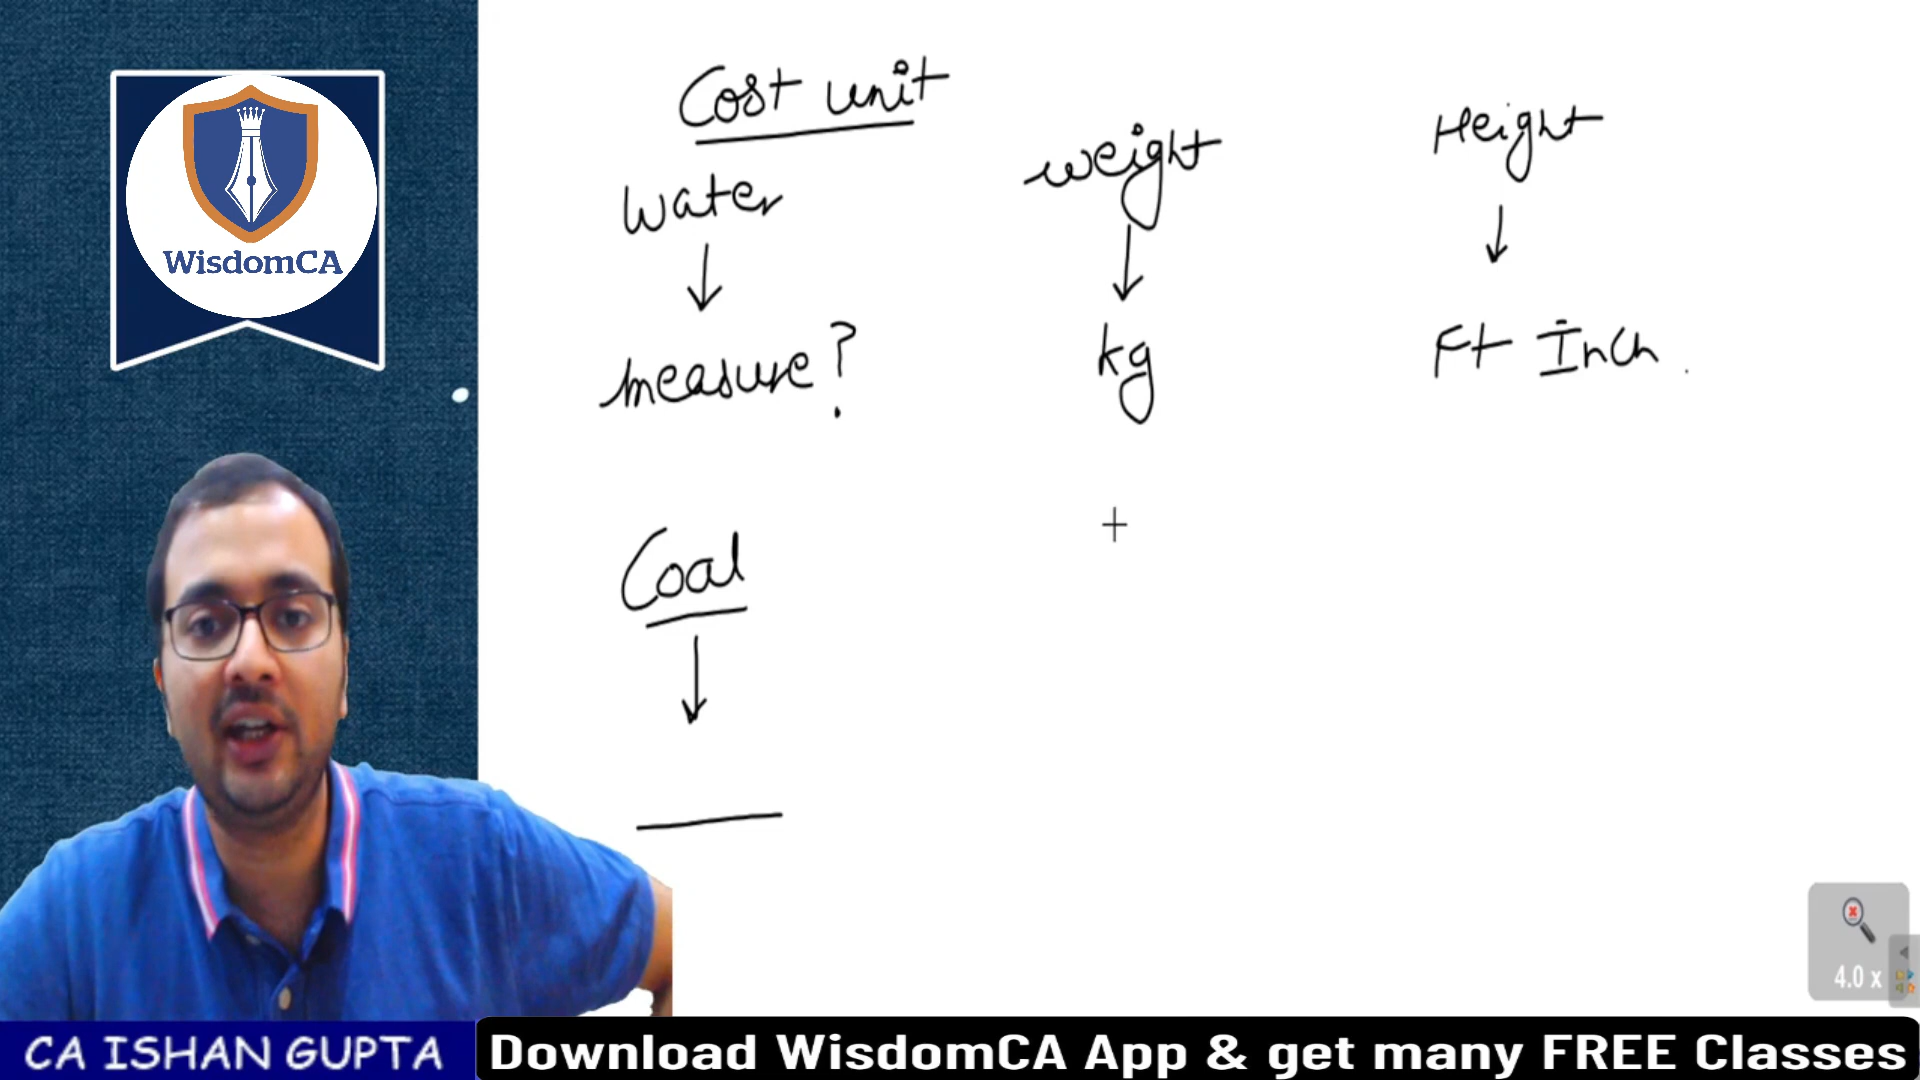 WisdomCA
Cost unit
water
measure?
weight
kg
Height
Ft Inch
Coal
4.0 x
CA ISHAN GUPTA
Download WisdomCA App & get many FREE Classes